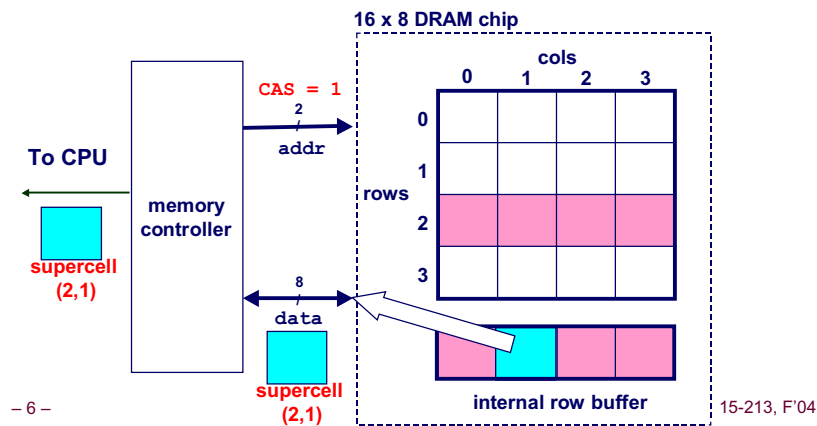 16 x 8 DRAM chip
cols
0 1 2 3
CAS = 1
2
addr
0
To CPU
1
rows
memory
controller
2
supercell
(2,1)
3
8
data
supercell
(2,1)
internal row buffer
– 6 –
15-213, F'04